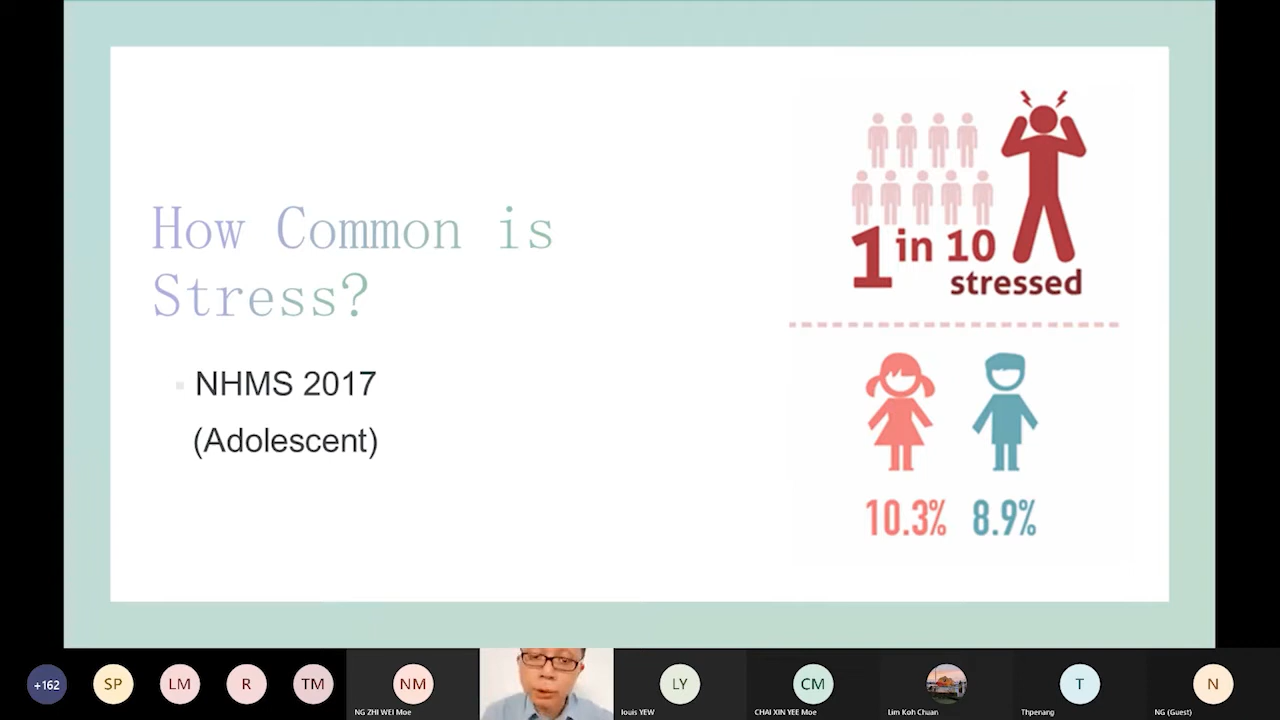 How Common is
Stress?
NHMS 2017
(Adolescent)
1 in 10
stressed
10.3% 8.9%
+162
SP
LM
R
TM
NM
NG ZHI WEI Moe
LY
louis YEW
CM
CHAI XIN YEE Moe
Lim Koh Chuan
T
Thpenang
N
NG (Guest)